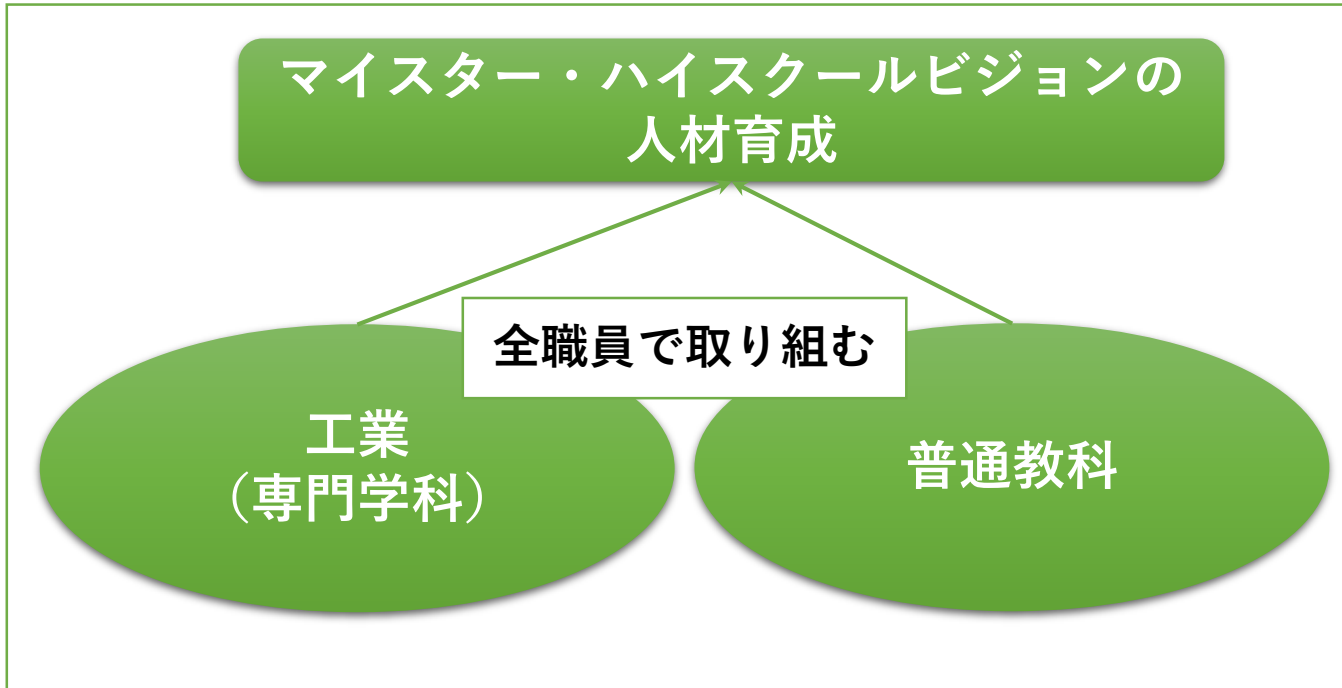 マイスター・ハイスクールビジョンの
人材育成
全職員で取り組む
工業
（専門学科）
普通教科